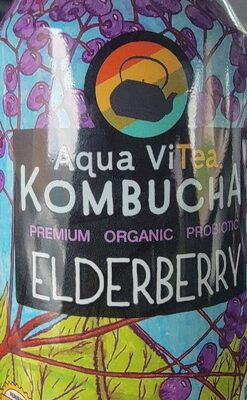 Aqua ViTea
KOMBUCHA
PREMIUM ORGANIC PROBIOTIC
ELDERBERRY